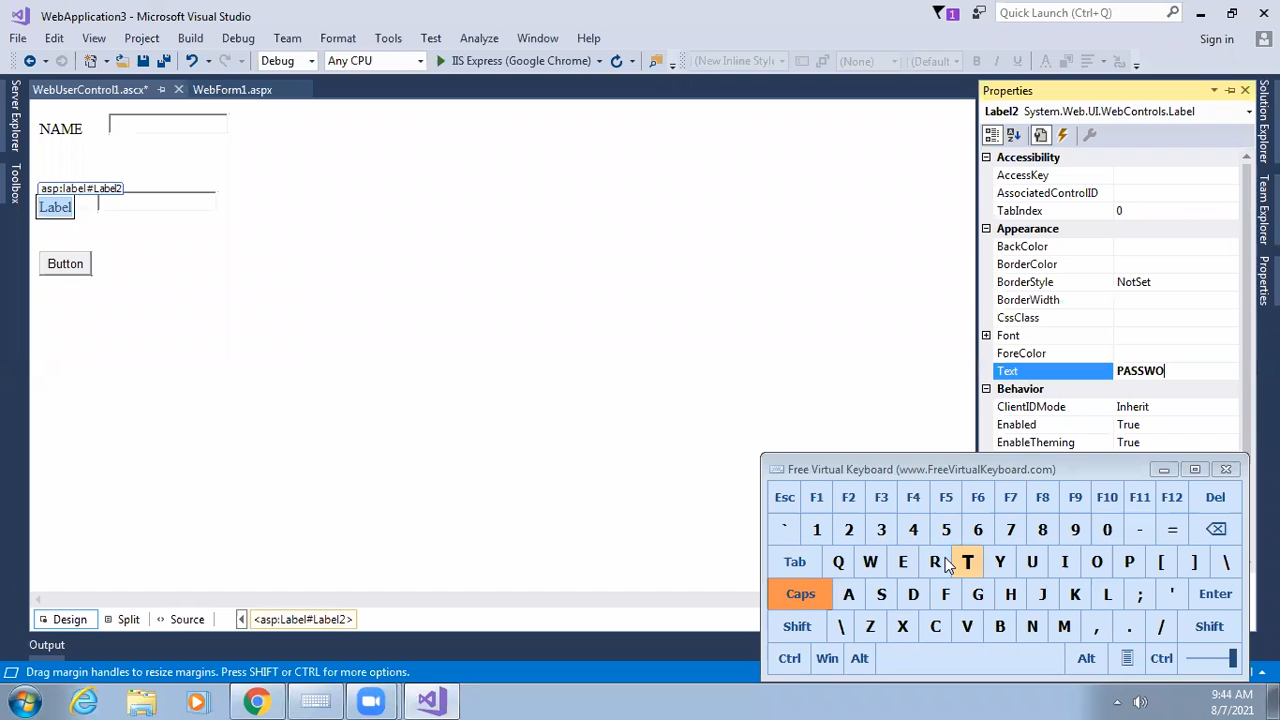 WebApplication3 - Microsoft Visual Studio
1
Quick Launch (Ctrl+Q)
File Edit View Project Build Debug Team Format Tools Test Analyze Window Help
Sign in
Debug Any CPU IIS Express (Google Chrome) (New Inline Style) (None) (Default) B I U
WebUserControl1.ascx* WebForm1.aspx
Server Explorer
Toolbox
NAME
asp:label#Label2
Label
Button
Properties
Label2 System.Web.UI.WebControls.Label
Accessibility
AccessKey
AssociatedControlID
TabIndex 0
Appearance
BackColor
BorderColor
BorderStyle NotSet
BorderWidth
CssClass
Font
ForeColor
Text PASSWO
Behavior
ClientIDMode Inherit
Enabled True
EnableTheming True
Solution Explorer
Team Explorer
Properties
Free Virtual Keyboard (www.FreeVirtualKeyboard.com)
Esc F1 F2 F3 F4 F5 F6 F7 F8 F9 F10 F11 F12 Del
` 1 2 3 4 5 6 7 8 9 0 - =
Tab Q W E R T Y U I O P [ ] \
Caps A S D F G H J K L ; ' Enter
Shift \ Z X C V B N M , . / Shift
Ctrl Win Alt Alt Ctrl
Design Split Source <asp:Label#Label2>
Output
Drag margin handles to resize margins. Press SHIFT or CTRL for more options.
9:44 AM
8/7/2021